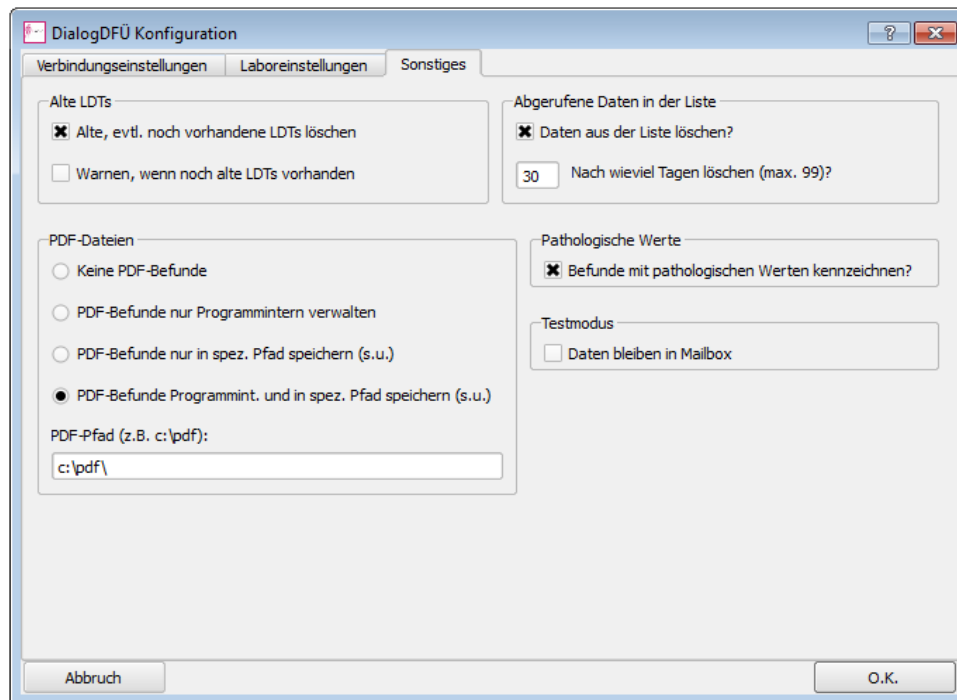 DialogDFÜ Konfiguration
Verbindungseinstellungen
Laboreinstellungen
Sonstiges
Alte LDTs
Alte, evtl. noch vorhandene LDTs löschen
Warnen, wenn noch alte LDTs vorhanden
Abgerufene Daten in der Liste
Daten aus der Liste löschen?
30 Nach wieviel Tagen löschen (max. 99)?
PDF-Dateien
Keine PDF-Befunde
PDF-Befunde nur Programmintern verwalten
PDF-Befunde nur in spez. Pfad speichern (s.u.)
PDF-Befunde Programmint. und in spez. Pfad speichern (s.u.)
PDF-Pfad (z.B. c:\pdf):
c:\pdf\
Pathologische Werte
Befunde mit pathologischen Werten kennzeichnen?
Testmodus
Daten bleiben in Mailbox
Abbruch
O.K.